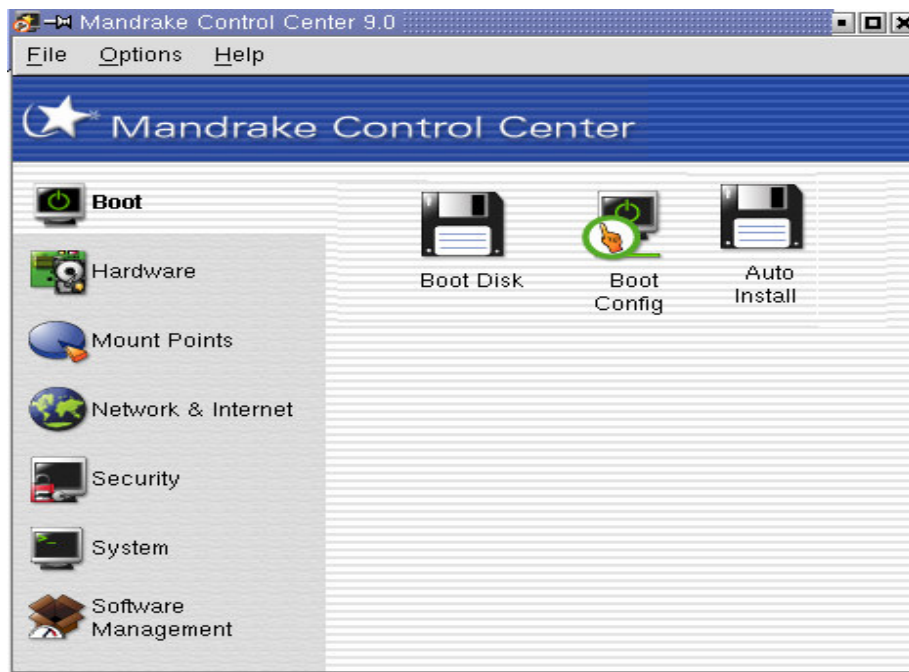 Mandrake Control Center 9.0
File Options Help
Mandrake Control Center
Boot
Hardware
Mount Points
Network & Internet
Security
System
Software
Management
Boot Disk
Boot
Config
Auto
Install